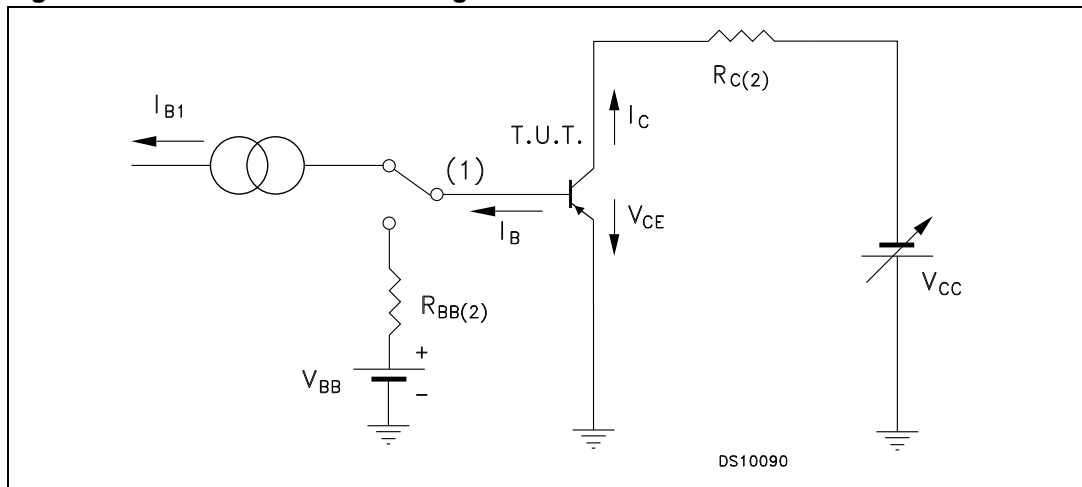 I_B1
T.U.T.
(1)
I_B
I_C
V_CE
R_C(2)
V_CC
R_BB(2)
V_BB
+
−
DS10090